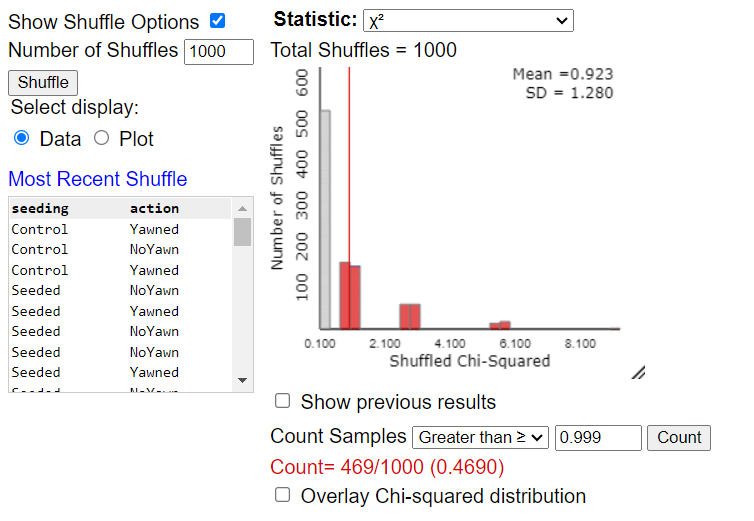 Show Shuffle Options
Number of Shuffles 1000
Shuffle
Select display:
Data Plot
Most Recent Shuffle
seeding action
Control Yawned
Control NoYawn
Control Yawned
Seeded NoYawn
Seeded Yawned
Seeded NoYawn
Seeded NoYawn
Seeded Yawned
Statistic: χ²
Total Shuffles = 1000
Mean =0.923
SD = 1.280
Number of Shuffles
600
500
400
300
200
100
0.100 2.100 4.100 6.100 8.100
Shuffled Chi-Squared
Show previous results
Count Samples Greater than ≥ 0.999 Count
Count= 469/1000 (0.4690)
Overlay Chi-squared distribution